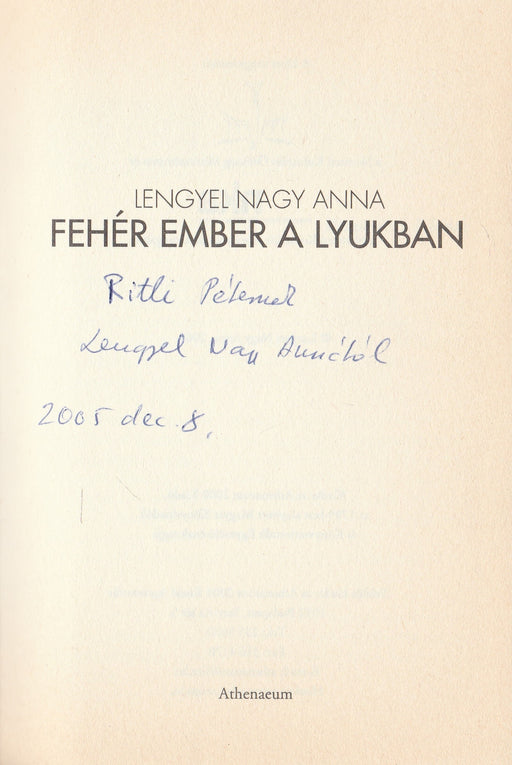 LENGYEL NAGY ANNA
FEHÉR EMBER A LYUKBAN
Ritli Péternek
Lengyel Nagy Annától
2005 dec. 8.
Athenaeum